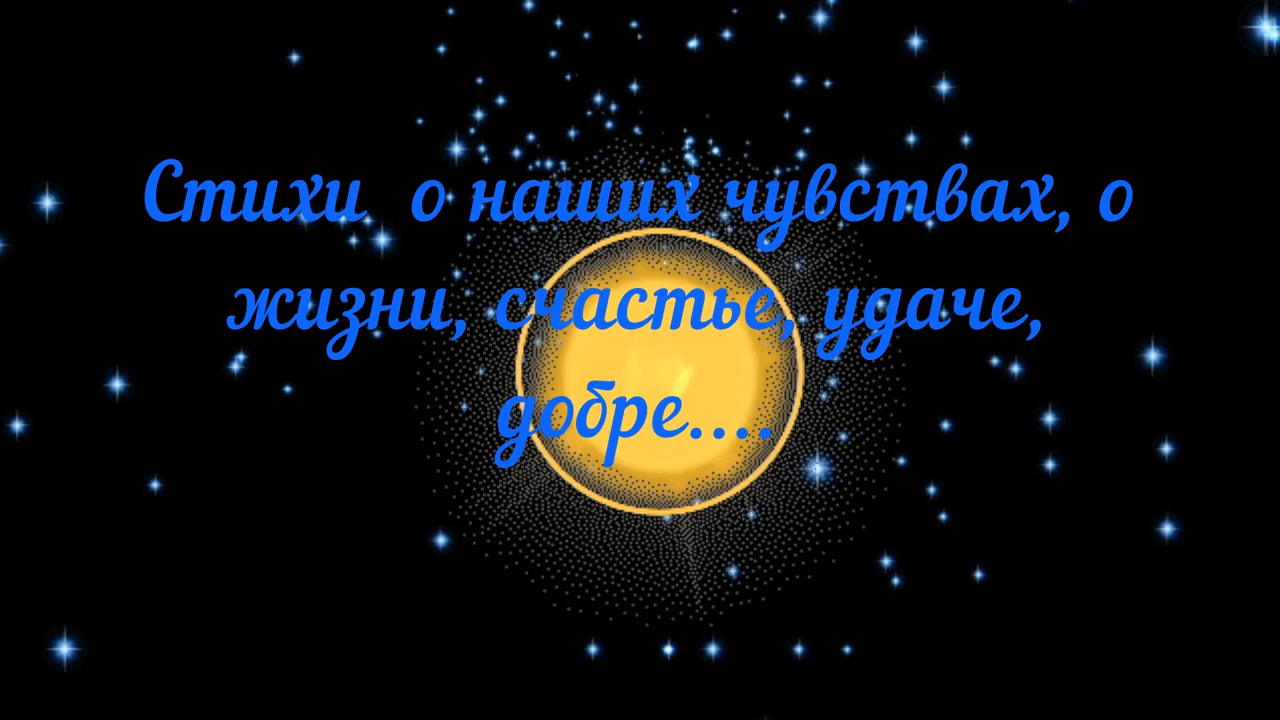 Стихи  о наших чувствах, о
жизни, счастье, удаче,
добре....